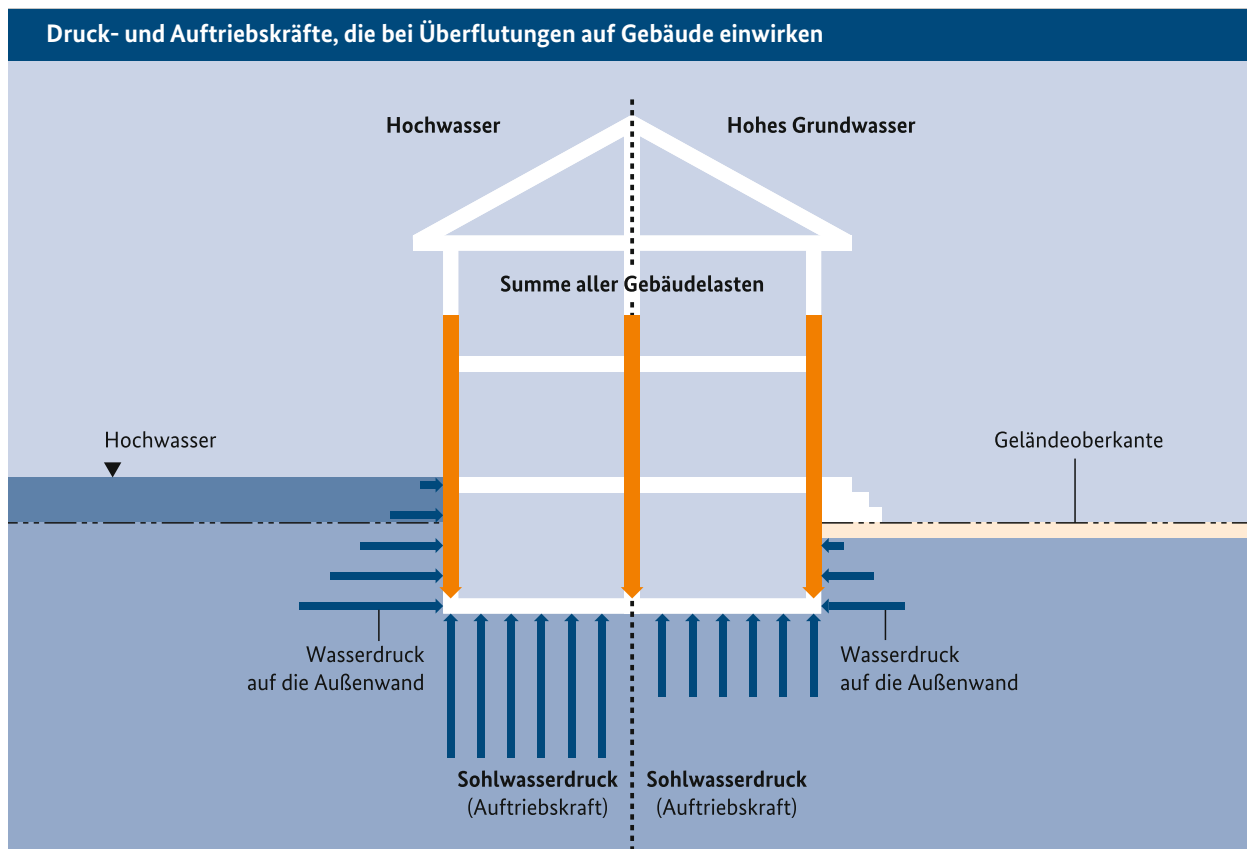 Druck- und Auftriebskräfte, die bei Überflutungen auf Gebäude einwirken
Hochwasser
Hohes Grundwasser
Summe aller Gebäudelasten
Hochwasser
Geländeoberkante
Wasserdruck
auf die Außenwand
Wasserdruck
auf die Außenwand
Sohlwasserdruck
(Auftriebskraft)
Sohlwasserdruck
(Auftriebskraft)